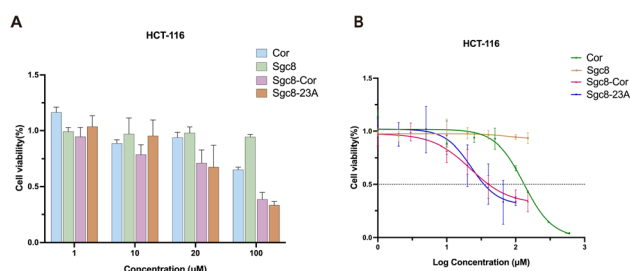 A
HCT-116
Cor
Sgc8
Sgc8-Cor
Sgc8-23A
1.5
1.0
0.5
0.0
Cell viability(%)
1
10
20
100
Concentration (μM)
B
HCT-116
Cor
Sgc8
Sgc8-Cor
Sgc8-23A
1.5
1.0
0.5
0.0
Cell viability(%)
0
1
2
3
Log Concentration (μM)